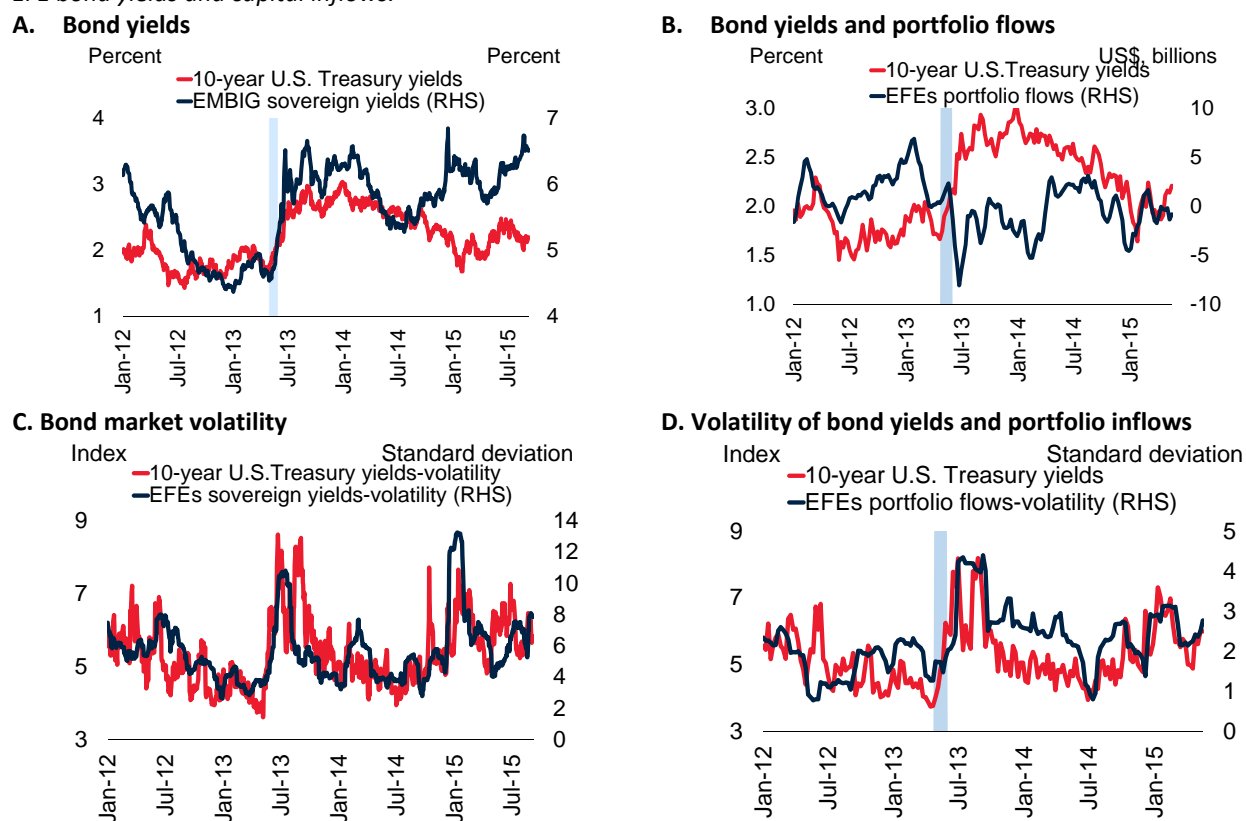 EFE bond yields and capital inflows.
A. Bond yields
Percent
Percent
10-year U.S. Treasury yields
EMBIG sovereign yields (RHS)
4
3
2
1
7
6
5
4
Jan-12
Jul-12
Jan-13
Jul-13
Jan-14
Jul-14
Jan-15
Jul-15
B. Bond yields and portfolio flows
Percent
US$, billions
10-year U.S.Treasury yields
EFEs portfolio flows (RHS)
3.0
2.5
2.0
1.5
1.0
10
5
0
-5
-10
Jan-12
Jul-12
Jan-13
Jul-13
Jan-14
Jul-14
Jan-15
C. Bond market volatility
Index
Standard deviation
10-year U.S.Treasury yields-volatility
EFEs sovereign yields-volatility (RHS)
9
7
5
3
14
12
10
8
6
4
2
0
Jan-12
Jul-12
Jan-13
Jul-13
Jan-14
Jul-14
Jan-15
Jul-15
D. Volatility of bond yields and portfolio inflows
Index
Standard deviation
10-year U.S. Treasury yields
EFEs portfolio flows-volatility (RHS)
9
7
5
3
5
4
3
2
1
0
Jan-12
Jul-12
Jan-13
Jul-13
Jan-14
Jul-14
Jan-15